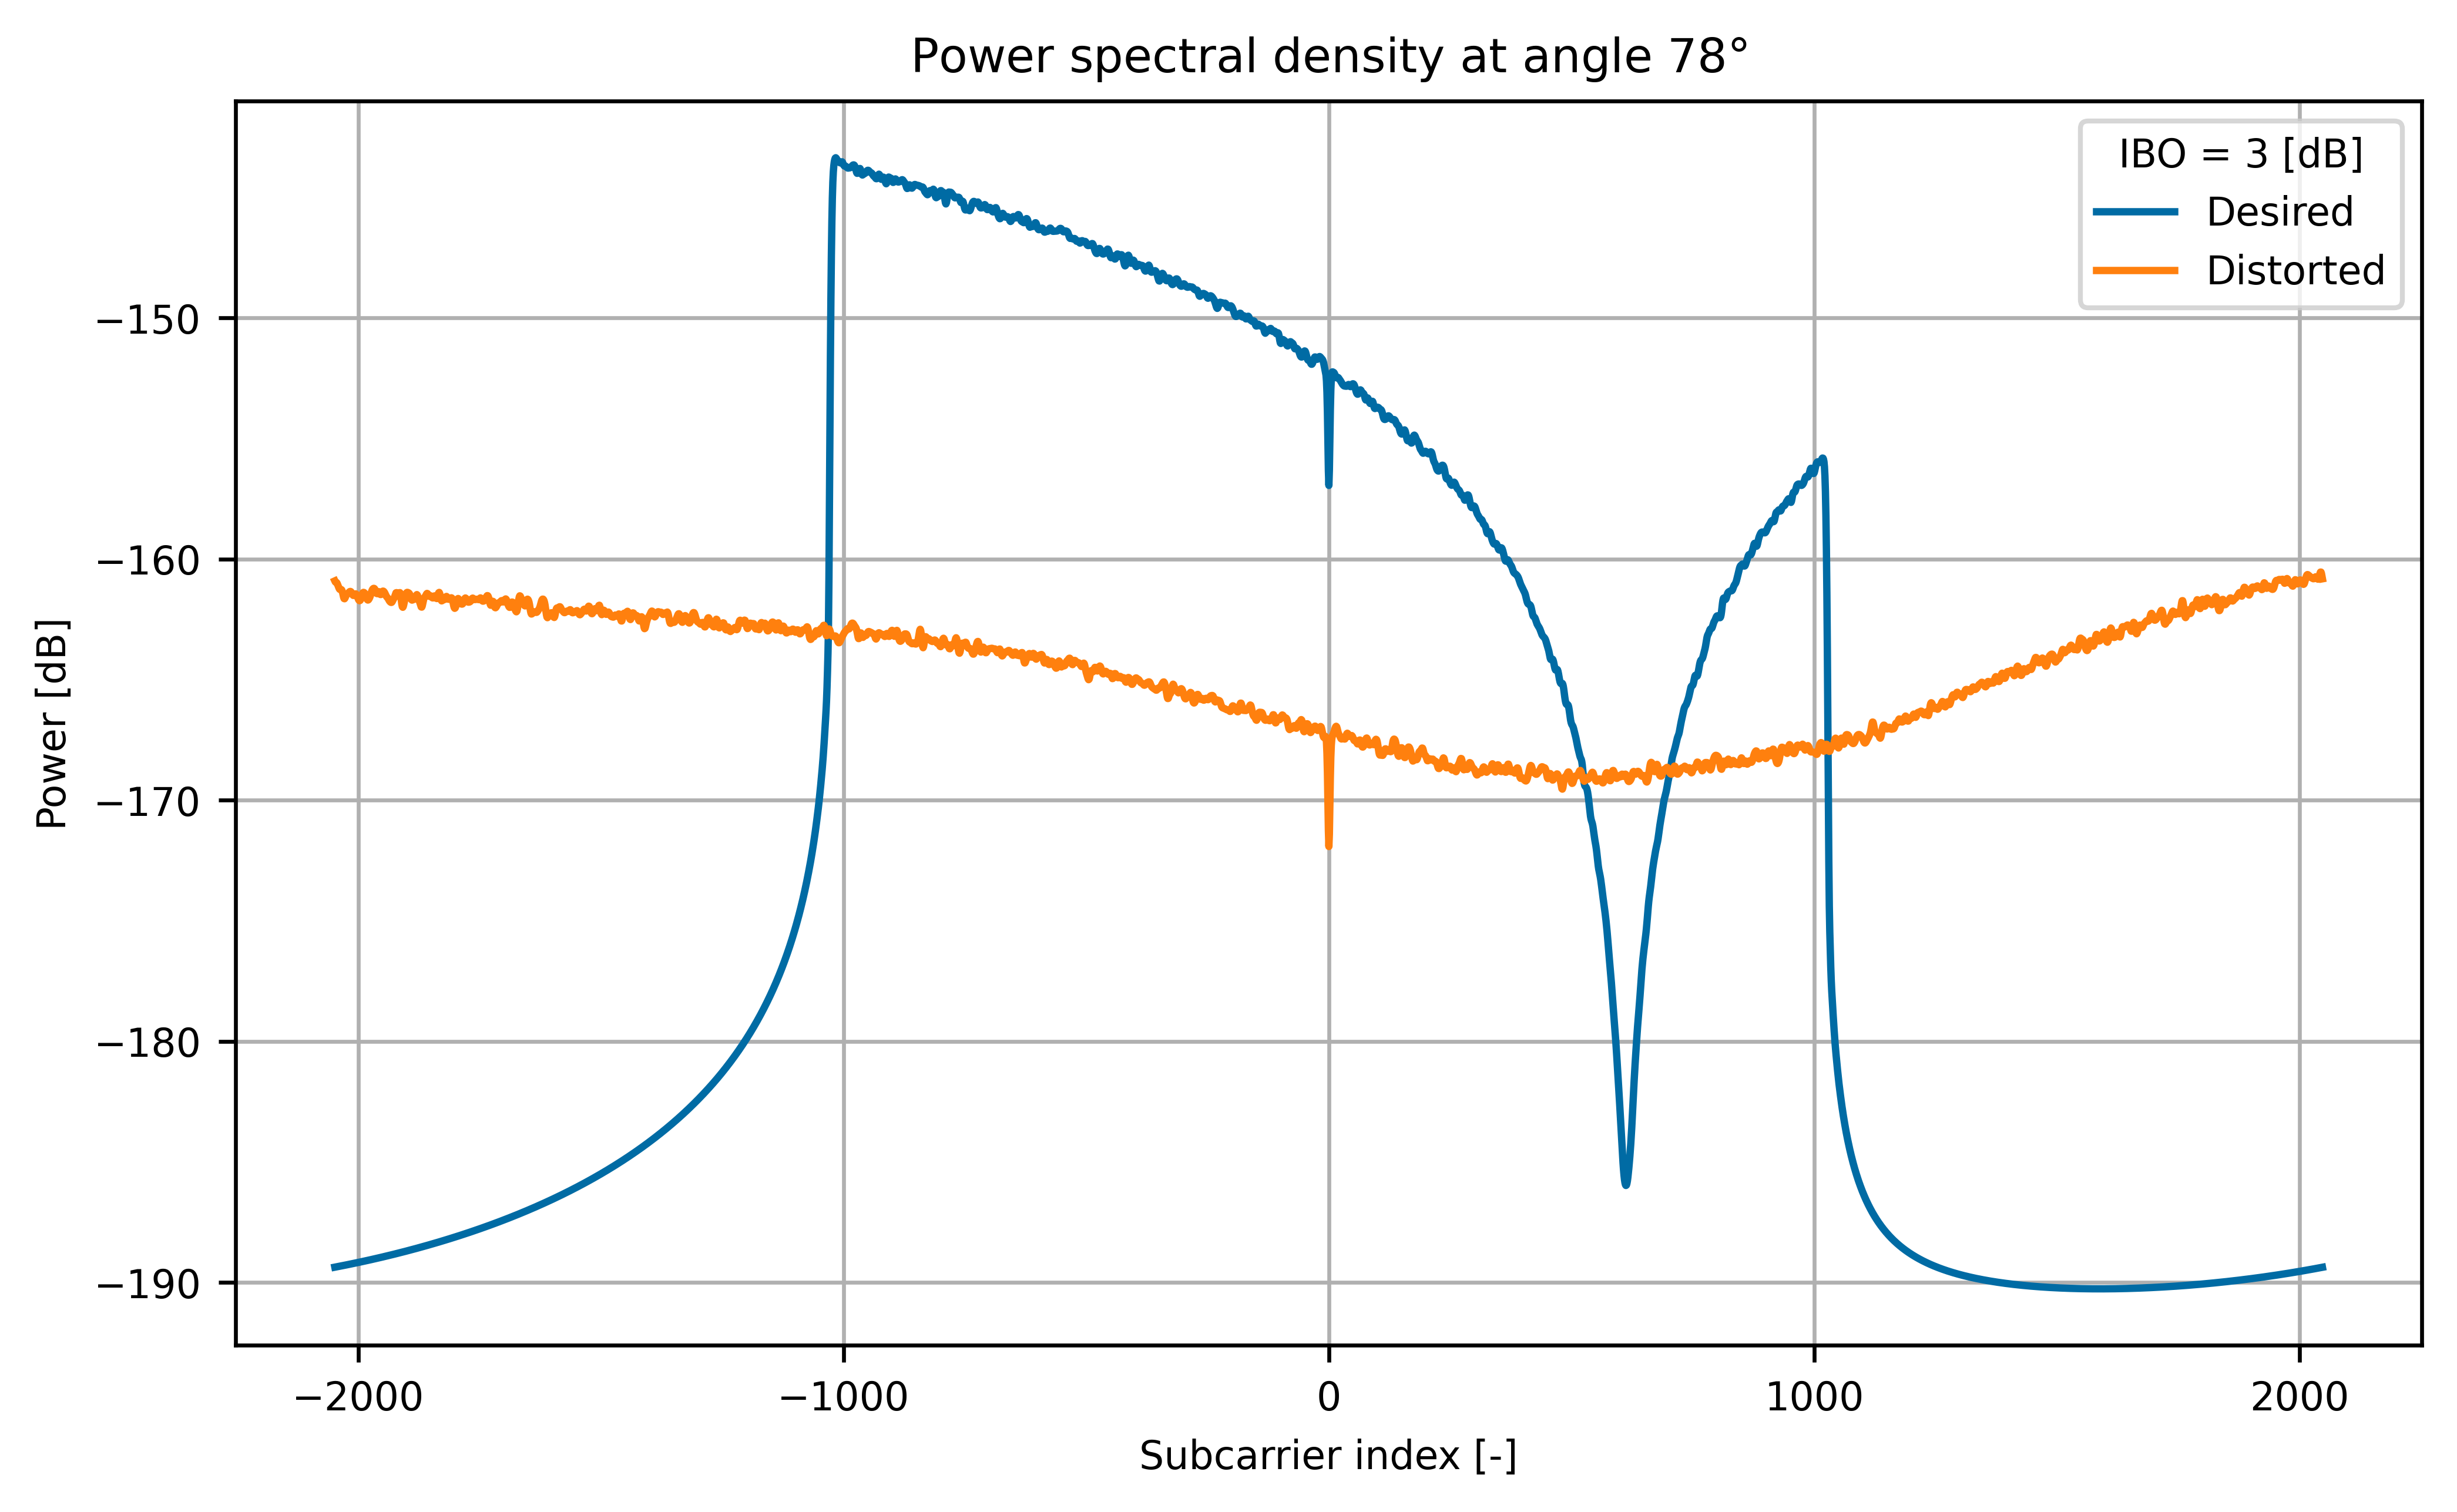 Power spectral density at angle 78°
IBO = 3 [dB]
Desired
Distorted
Power [dB]
−150
−160
−170
−180
−190
−2000
−1000
0
1000
2000
Subcarrier index [-]